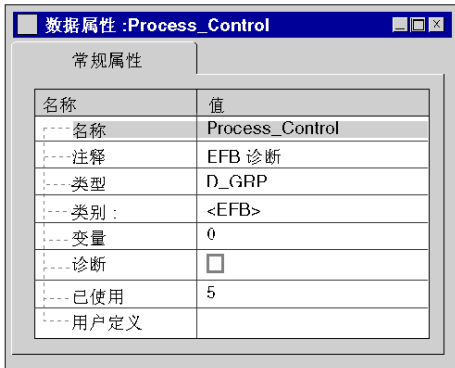 数据属性 :Process_Control
常规属性
名称 值
名称 Process_Control
注释 EFB 诊断
类型 D_GRP
类别 : <EFB>
变量 0
诊断
已使用 5
用户定义